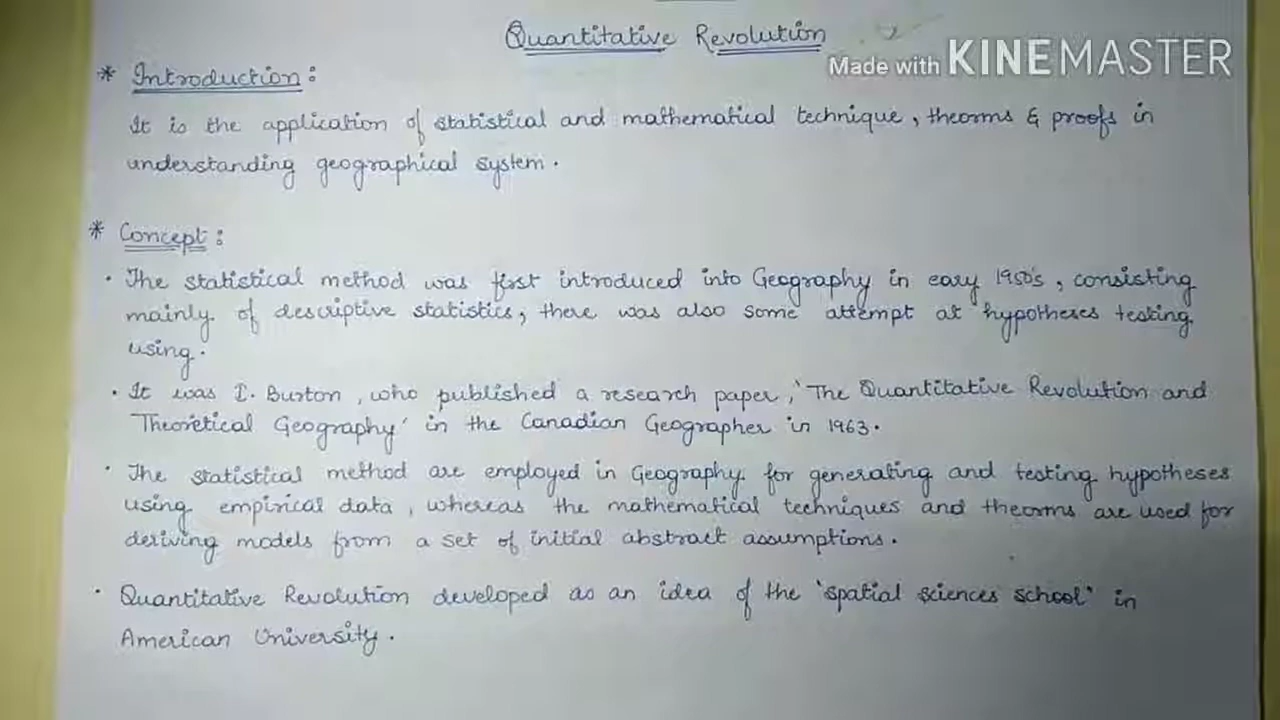 Quantitative Revolution
Made with KINEMASTER
* Introduction :
It is the application of statistical and mathematical technique, theorms & proofs in
understanding geographical system.
* Concept :
• The statistical method was first introduced into Geography in eary 1950's, consisting
mainly of descriptive statistics, there was also some attempt at hypotheses testing
using.
• It was I. Burton, who published a research paper, 'The Quantitative Revolution and
Theoretical Geography' in the Canadian Geographer in 1963.
• The statistical method are employed in Geography for generating and testing hypotheses
using empirical data, whereas the mathematical techniques and theorms are used for
deriving models from a set of initial abstract assumptions.
• Quantitative Revolution developed as an idea of the 'spatial sciences school' in
American University.